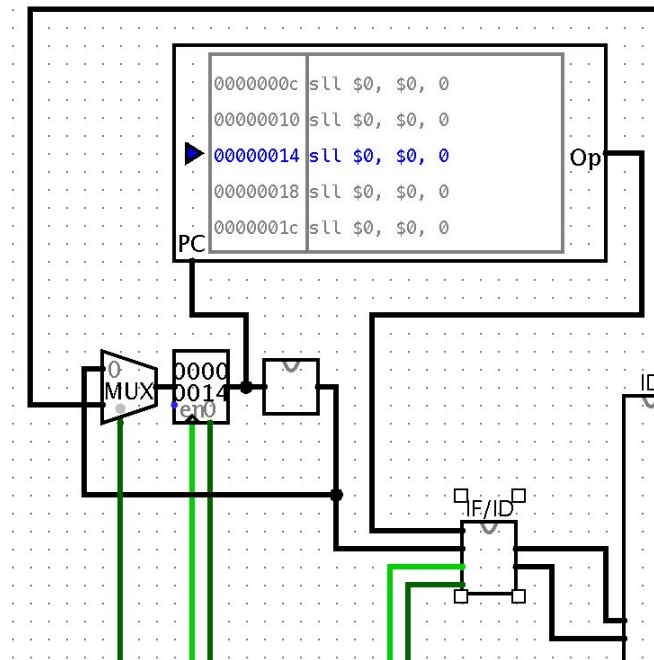 0000000c sll $0, $0, 0
00000010 sll $0, $0, 0
00000014 sll $0, $0, 0
00000018 sll $0, $0, 0
0000001c sll $0, $0, 0
Op
PC
0
MUX
0000
0014
en0
ID
IF/ID